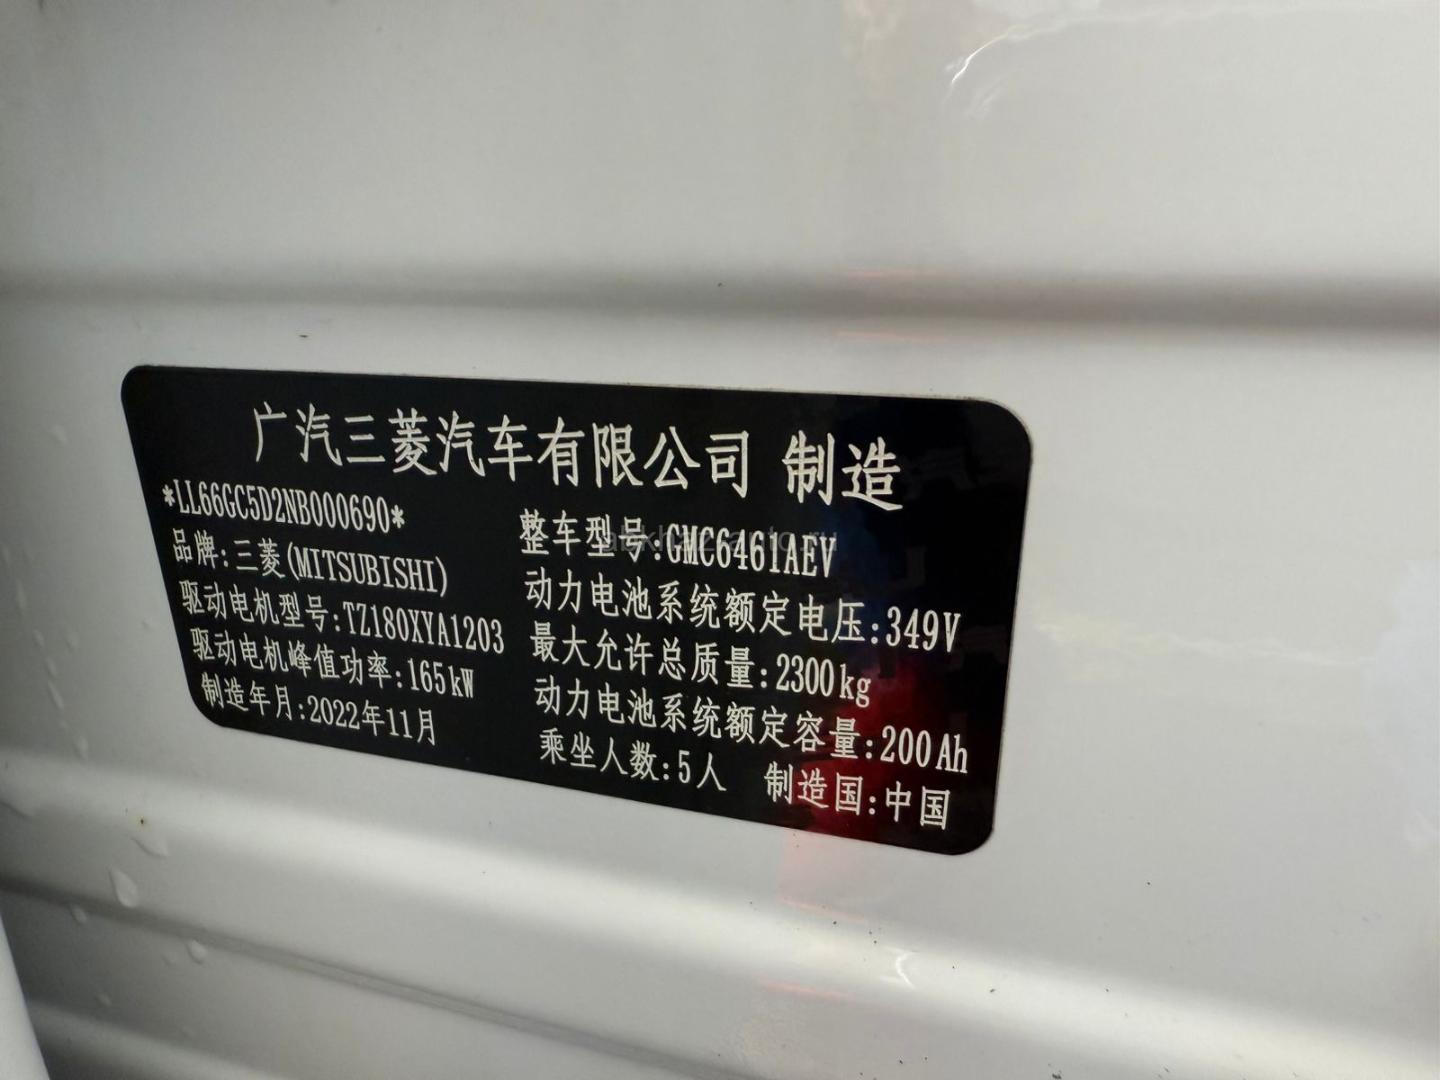 广汽三菱汽车有限公司 制造
*LL66GC5D2NB000690*
品牌:三菱(MITSUBISHI)
驱动电机型号:TZ180XYA1203
驱动电机峰值功率:165kW
制造年月:2022年11月
整车型号:GMC6461AEV
动力电池系统额定电压:349V
最大允许总质量:2300kg
动力电池系统额定容量:200Ah
乘坐人数:5人 制造国:中国